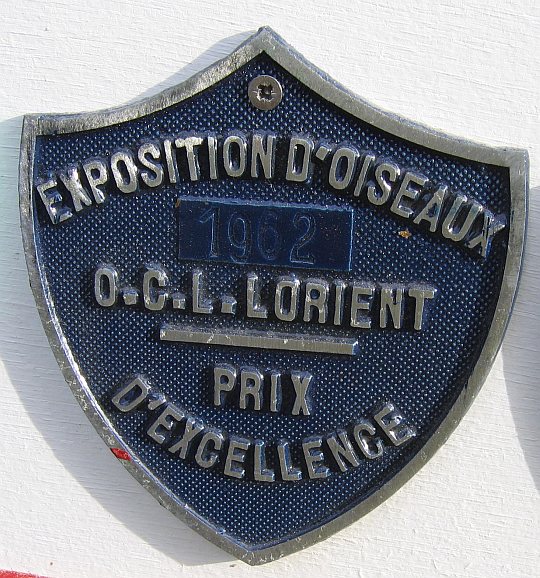 EXPOSITION D'OISEAUX
1962
O.C.L. LORIENT
PRIX
D'EXCELLENCE